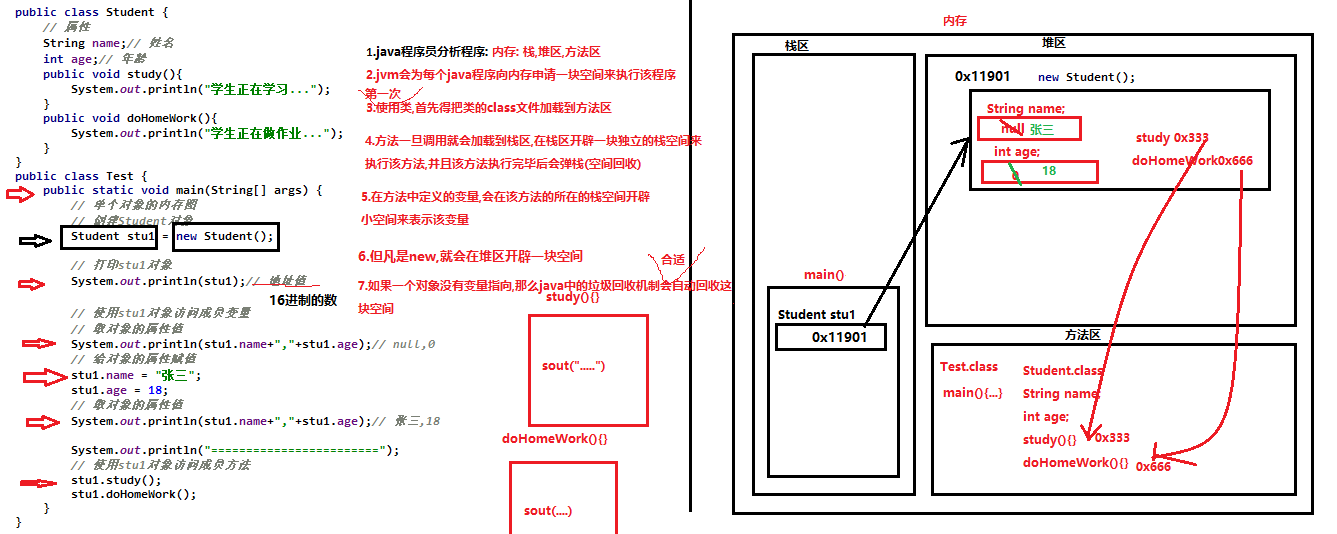 public class Student {
// 属性
String name;// 姓名
int age;// 年龄
public void study(){
System.out.println("学生正在学习...");
}
public void doHomeWork(){
System.out.println("学生正在做作业...");
}
}
public class Test {
public static void main(String[] args) {
// 单个对象的内存图
// 创建Student对象
Student stu1 = new Student();
// 打印stu1对象
System.out.println(stu1);// 地址值
16进制的数
// 使用stu1对象访问成员变量
// 取对象的属性值
System.out.println(stu1.name+","+stu1.age);// null,0
// 给对象的属性赋值
stu1.name = "张三";
stu1.age = 18;
// 取对象的属性值
System.out.println(stu1.name+","+stu1.age);// 张三,18
System.out.println("========================");
// 使用stu1对象访问成员方法
stu1.study();
stu1.doHomeWork();
}
}
1.java程序员分析程序: 内存: 栈,堆区,方法区
2.jvm会为每个java程序向内存申请一块空间来执行该程序
第一次
3.使用类,首先得把类的class文件加载到方法区
4.方法一旦调用就会加载到栈区,在栈区开辟一块独立的栈空间来
执行该方法,并且该方法执行完毕后会弹栈(空间回收)
5.在方法中定义的变量,会在该方法的所在的栈空间开辟
小空间来表示该变量
6.但凡是new,就会在堆区开辟一块空间
合适
7.如果一个对象没有变量指向,那么java中的垃圾回收机制会自动回收这
块空间
study(){}
sout(".....")
doHomeWork(){}
sout(....)
内存
栈区
main()
Student stu1
0x11901
堆区
0x11901 new Student();
String name;
null 张三
int age;
0 18
study 0x333
doHomeWork0x666
方法区
Test.class
main(){...}
Student.class
String name;
int age;
study(){} 0x333
doHomeWork(){} 0x666